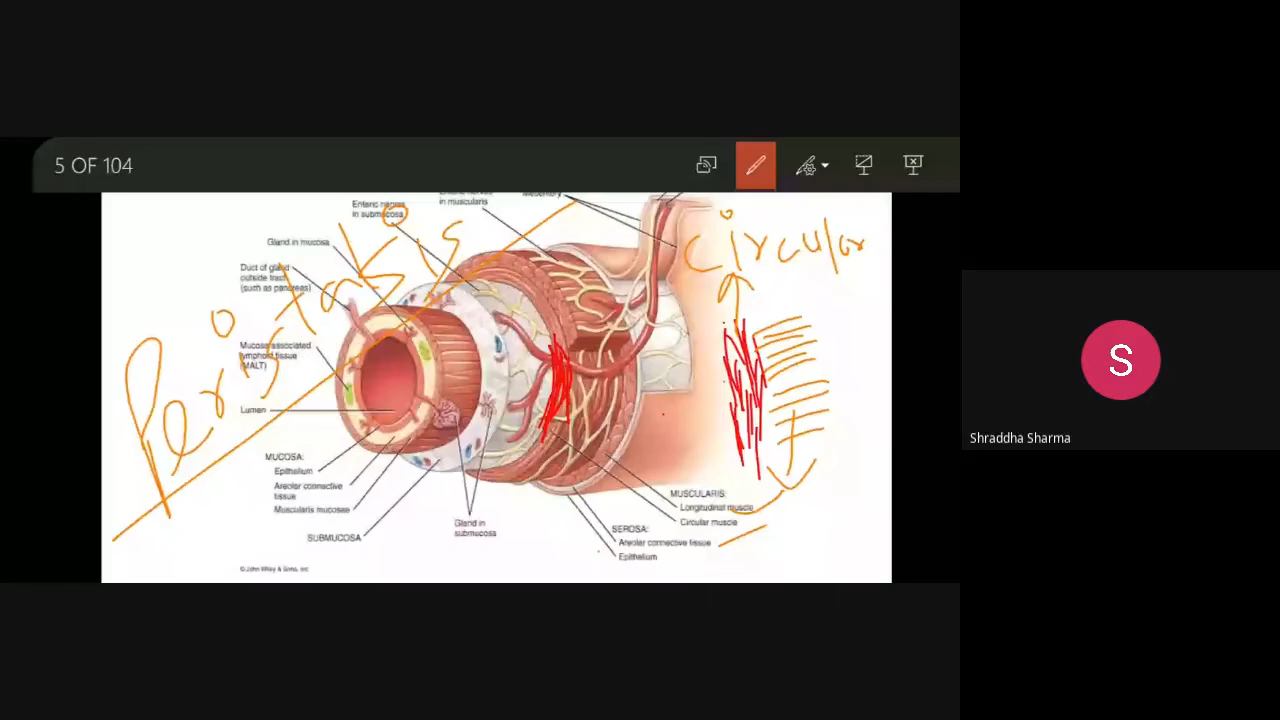 5 OF 104
Enteric nerves
in submucosa
in muscularis
Mesentery
Circular
Gland in mucosa
Duct of gland
outside tract
(such as pancreas)
Peristalsis
Mucosa associated
lymphoid tissue
(MALT)
Lumen
S
Shraddha Sharma
MUCOSA:
Epithelium
Areolar connective
tissue
Muscularis mucosae
SUBMUCOSA
Gland in
submucosa
MUSCULARIS:
Longitudinal muscle
Circular muscle
SEROSA:
Areolar connective tissue
Epithelium
© John Wiley & Sons, Inc